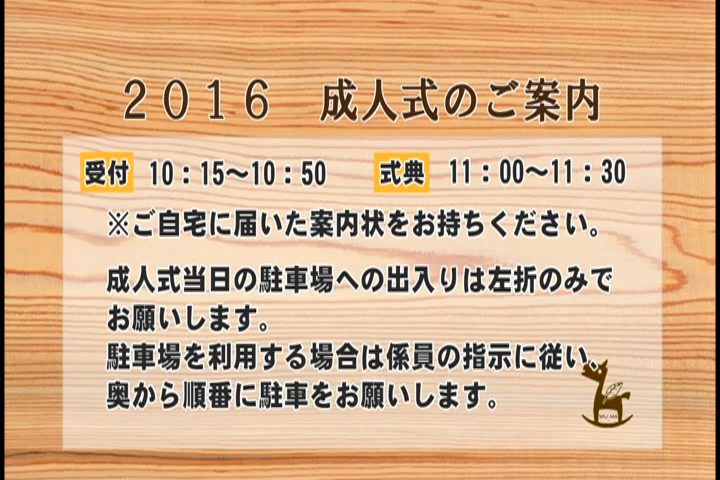 ２０１６　成人式のご案内
受付　10：15～10：50　式典　11：00～11：30
※ご自宅に届いた案内状をお持ちください。
成人式当日の駐車場への出入りは左折のみで
お願いします。
駐車場を利用する場合は係員の指示に従い、
奥から順番に駐車をお願いします。